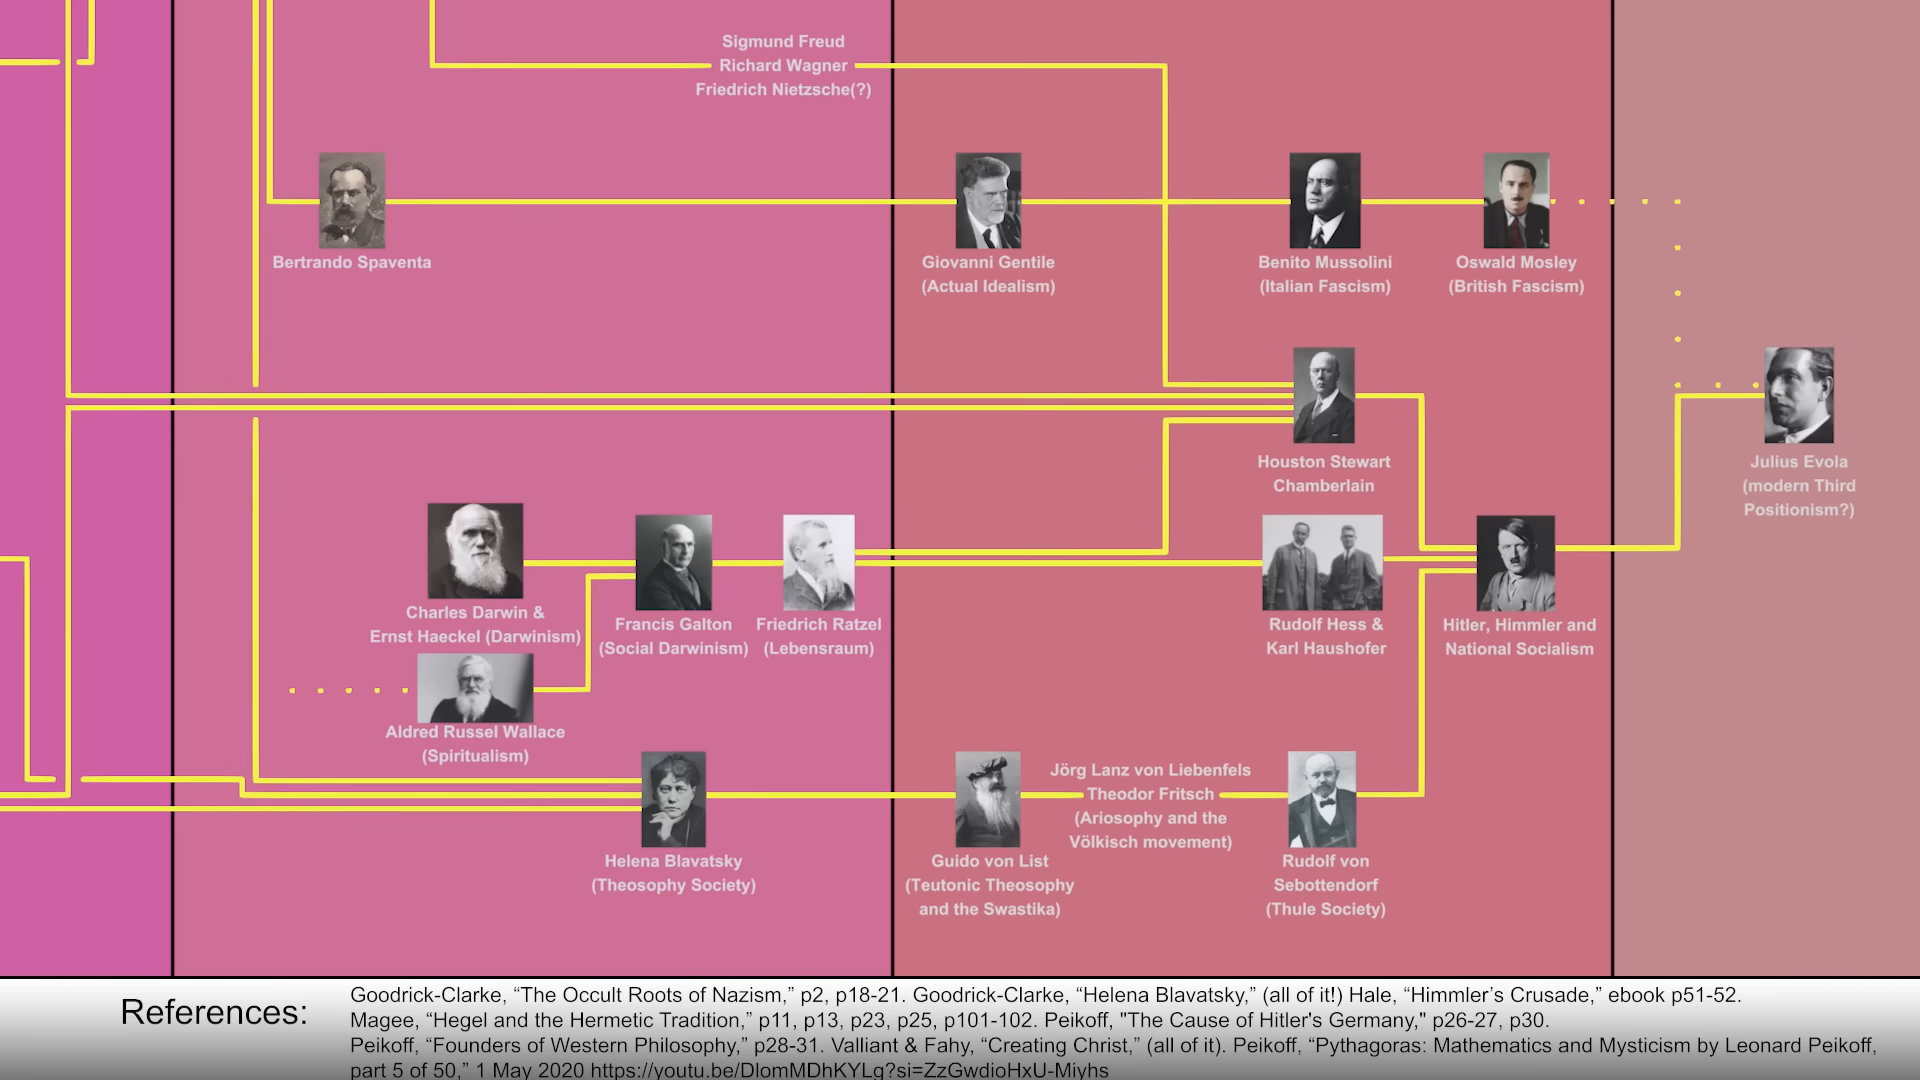 Sigmund Freud
Richard Wagner
Friedrich Nietzsche(?)
Bertrando Spaventa
Giovanni Gentile
(Actual Idealism)
Benito Mussolini
(Italian Fascism)
Oswald Mosley
(British Fascism)
Houston Stewart
Chamberlain
Julius Evola
(modern Third
Positionism?)
Charles Darwin &
Ernst Haeckel (Darwinism)
Francis Galton
(Social Darwinism)
Friedrich Ratzel
(Lebensraum)
Rudolf Hess &
Karl Haushofer
Hitler, Himmler and
National Socialism
Aldred Russel Wallace
(Spiritualism)
Helena Blavatsky
(Theosophy Society)
Guido von List
(Teutonic Theosophy
and the Swastika)
Jörg Lanz von Liebenfels
Theodor Fritsch
(Ariosophy and the
Völkisch movement)
Rudolf von
Sebottendorf
(Thule Society)
References:
Goodrick-Clarke, “The Occult Roots of Nazism,” p2, p18-21. Goodrick-Clarke, “Helena Blavatsky,” (all of it!) Hale, “Himmler’s Crusade,” ebook p51-52.
Magee, “Hegel and the Hermetic Tradition,” p11, p13, p23, p25, p101-102. Peikoff, "The Cause of Hitler's Germany," p26-27, p30.
Peikoff, “Founders of Western Philosophy,” p28-31. Valliant & Fahy, “Creating Christ,” (all of it). Peikoff, “Pythagoras: Mathematics and Mysticism by Leonard Peikoff,
part 5 of 50,” 1 May 2020 https://youtu.be/DlomMDhKYLg?si=ZzGwdioHxU-Miyhs